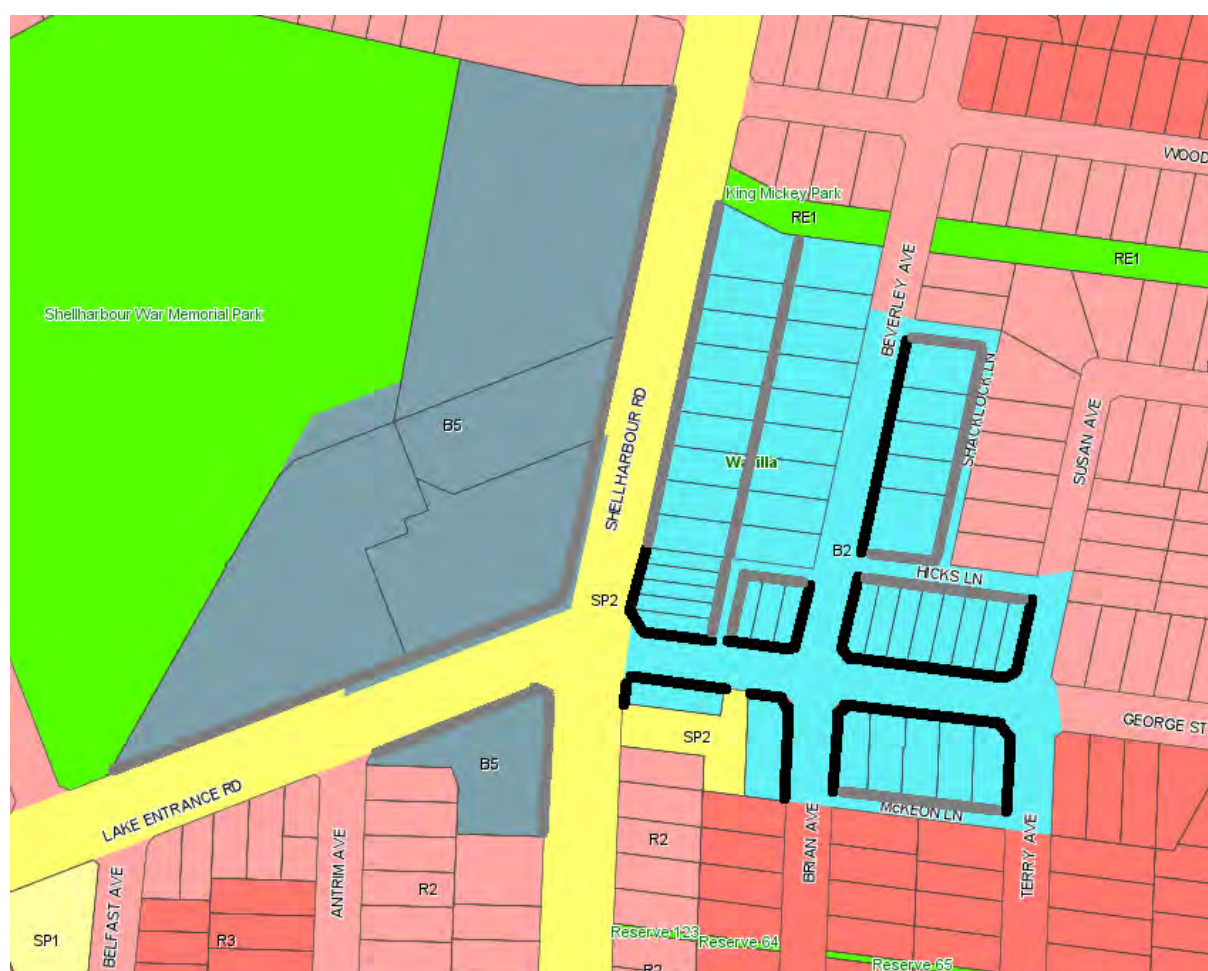 WOOD
King Mickey Park
RE1
RE1
BEVERLEY AVE
Shellharbour War Memorial Park
SHACKLOCK LN
SHELLHARBOUR RD
B5
SUSAN AVE
Warilla
B2
HICKS LN
SP2
GEORGE ST
SP2
B5
LAKE ENTRANCE RD
McKEON LN
R2
BRIAN AVE
TERRY AVE
ANTRIM AVE
R2
BELFAST AVE
SP1
R3
Reserve 123
Reserve 64
R2
Reserve 65